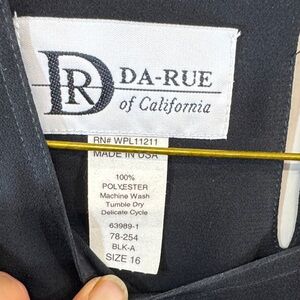 DR
DA-RUE
of California
RN# WPL11211
MADE IN USA
100%
POLYESTER
Machine Wash
Tumble Dry
Delicate Cycle
63989-1
78-254
BLK-A
SIZE 16